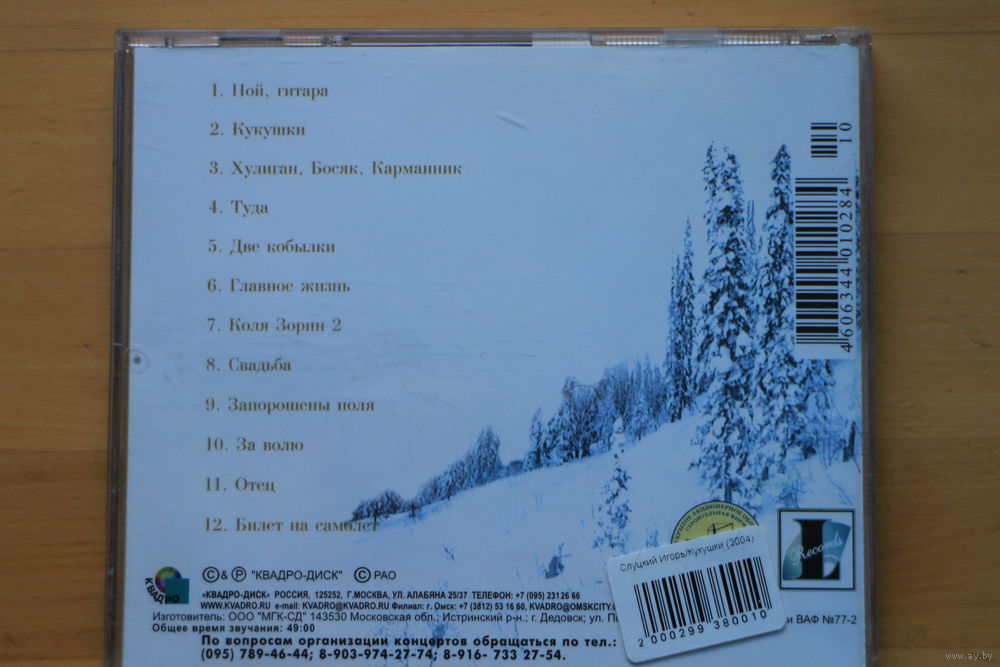 1. Пой, гитара
2. Кукушки
3. Хулиган, Босяк, Карманник
4. Туда
5. Две кобылки
6. Главное жизнь
7. Коля Зорин 2
8. Свадьба
9. Запорошены поля
10. За волю
11. Отец
12. Билет на самолет
10
4 606344 010284
КВАДРО
© & ℗ "КВАДРО-ДИСК" © РАО
«КВАДРО-ДИСК» РОССИЯ, 125252, Г.МОСКВА, УЛ. АЛАБЯНА 25/37 ТЕЛЕФОН: +7 (095) 231 26 66
WWW.KVADRO.RU e-mail: KVADRO@KVADRO.RU Филиал: г. Омск: +7 (3812) 53 16 60, KVADRO@OMSKCITY.
Изготовитель: ООО "МГК-СД" 143530 Московская обл.; Истринский р-н.; г. Дедовск; ул. и ВАФ №77-2
Общее время звучания: 49:00
По вопросам организации концертов обращаться по тел.:
(095) 789-46-44; 8-903-974-27-74; 8-916- 733 27-54.
АКЦИОНЕРНОЕ
СТРОИТЕЛЬНАЯ
L Records
Слуцкий Игорь/Кукушки (2004)
2 000299 380010
www.ay.by